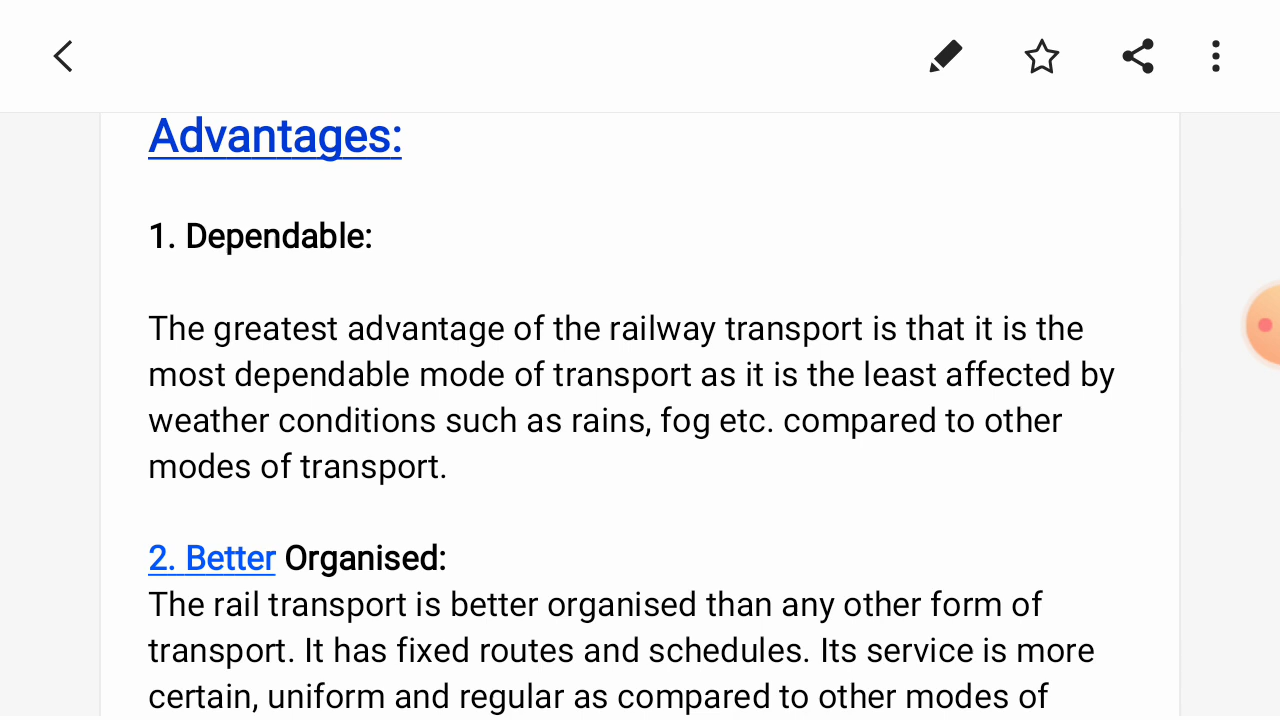 Advantages:
1. Dependable:
The greatest advantage of the railway transport is that it is the
most dependable mode of transport as it is the least affected by
weather conditions such as rains, fog etc. compared to other
modes of transport.
2. Better Organised:
The rail transport is better organised than any other form of
transport. It has fixed routes and schedules. Its service is more
certain, uniform and regular as compared to other modes of